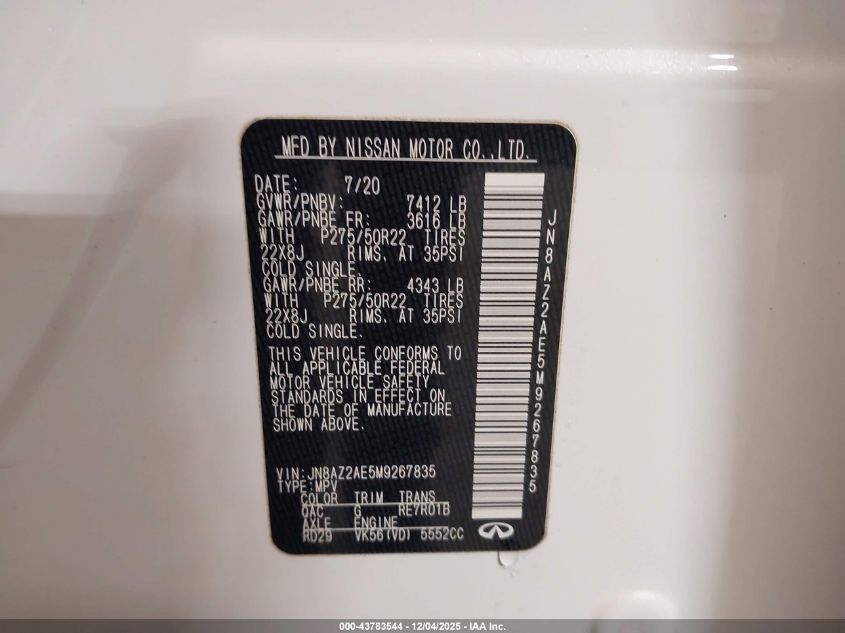 MFD BY NISSAN MOTOR CO.,LTD.
DATE: 7/20
GVWR/PNBV: 7412 LB
GAWR/PNBE FR: 3616 LB
WITH P275/50R22 TIRES
22X8J RIMS, AT 35PSI
COLD SINGLE.
GAWR/PNBE RR: 4343 LB
WITH P275/50R22 TIRES
22X8J RIMS, AT 35PSI
COLD SINGLE.
THIS VEHICLE CONFORMS TO
ALL APPLICABLE FEDERAL
MOTOR VEHICLE SAFETY
STANDARDS IN EFFECT ON
THE DATE OF MANUFACTURE
SHOWN ABOVE.
VIN:JN8AZ2AE5M9267835
TYPE:MPV
COLOR TRIM TRANS
QAC G RE7R01B
AXLE ENGINE
RD29 VK56(VD) 5552CC
JN8AZ2AE5M9267835
000-43783544 - 12/04/2025 - IAA Inc.